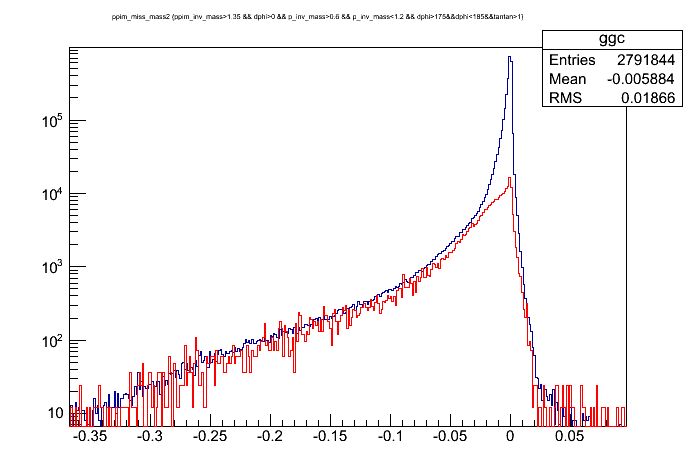 ppim_miss_mass2 {ppim_inv_mass>1.35 && dphi>0 && p_inv_mass>0.6 && p_inv_mass<1.2 && dphi>175&&dphi<185&&tantan>1}
ggc
Entries 2791844
Mean -0.005884
RMS 0.01866
10^5
10^4
10^3
10^2
10
-0.35 -0.3 -0.25 -0.2 -0.15 -0.1 -0.05 0 0.05